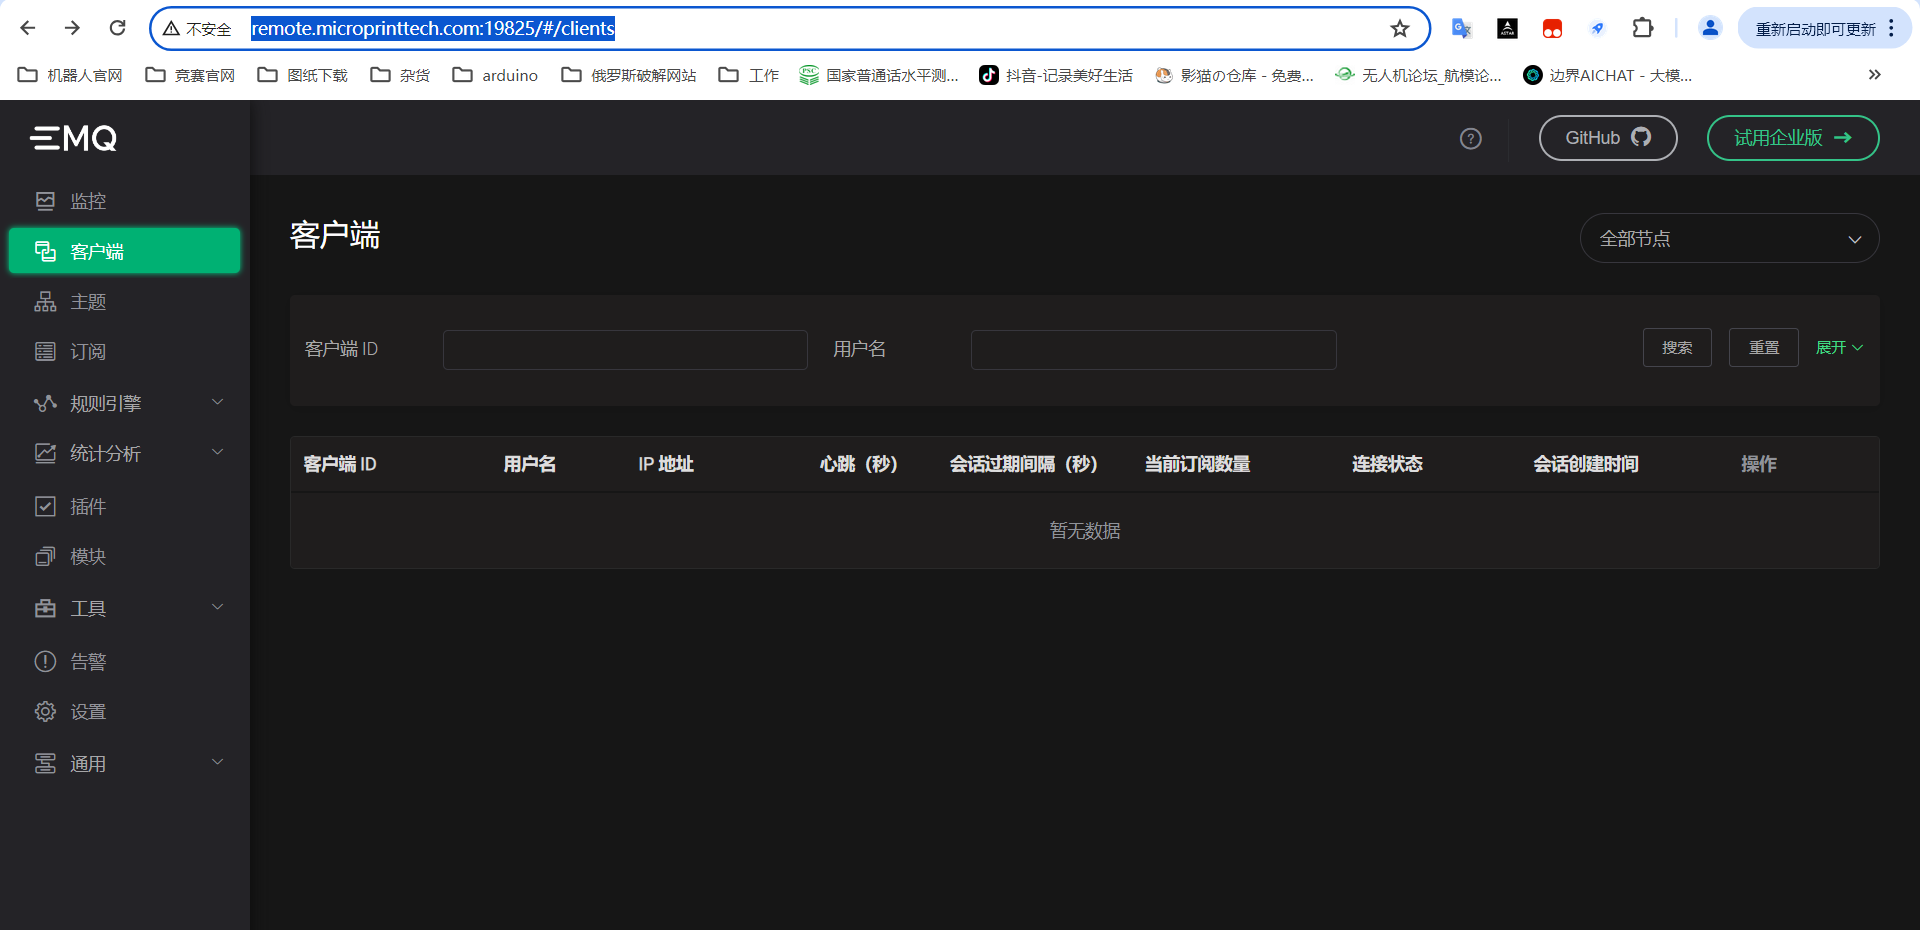 不安全 remote.microprinttech.com:19825/#/clients 重新启动即可更新
机器人官网 竞赛官网 图纸下载 杂货 arduino 俄罗斯破解网站 工作 国家普通话水平测... 抖音-记录美好生活 影猫の仓库 - 免费... 无人机论坛_航模论... 边界AICHAT - 大模...
EMQ
GitHub 试用企业版
监控
客户端
主题
订阅
规则引擎
统计分析
插件
模块
工具
告警
设置
通用
客户端
全部节点
客户端 ID 用户名 搜索 重置 展开
客户端 ID 用户名 IP 地址 心跳（秒） 会话过期间隔（秒） 当前订阅数量 连接状态 会话创建时间 操作
暂无数据